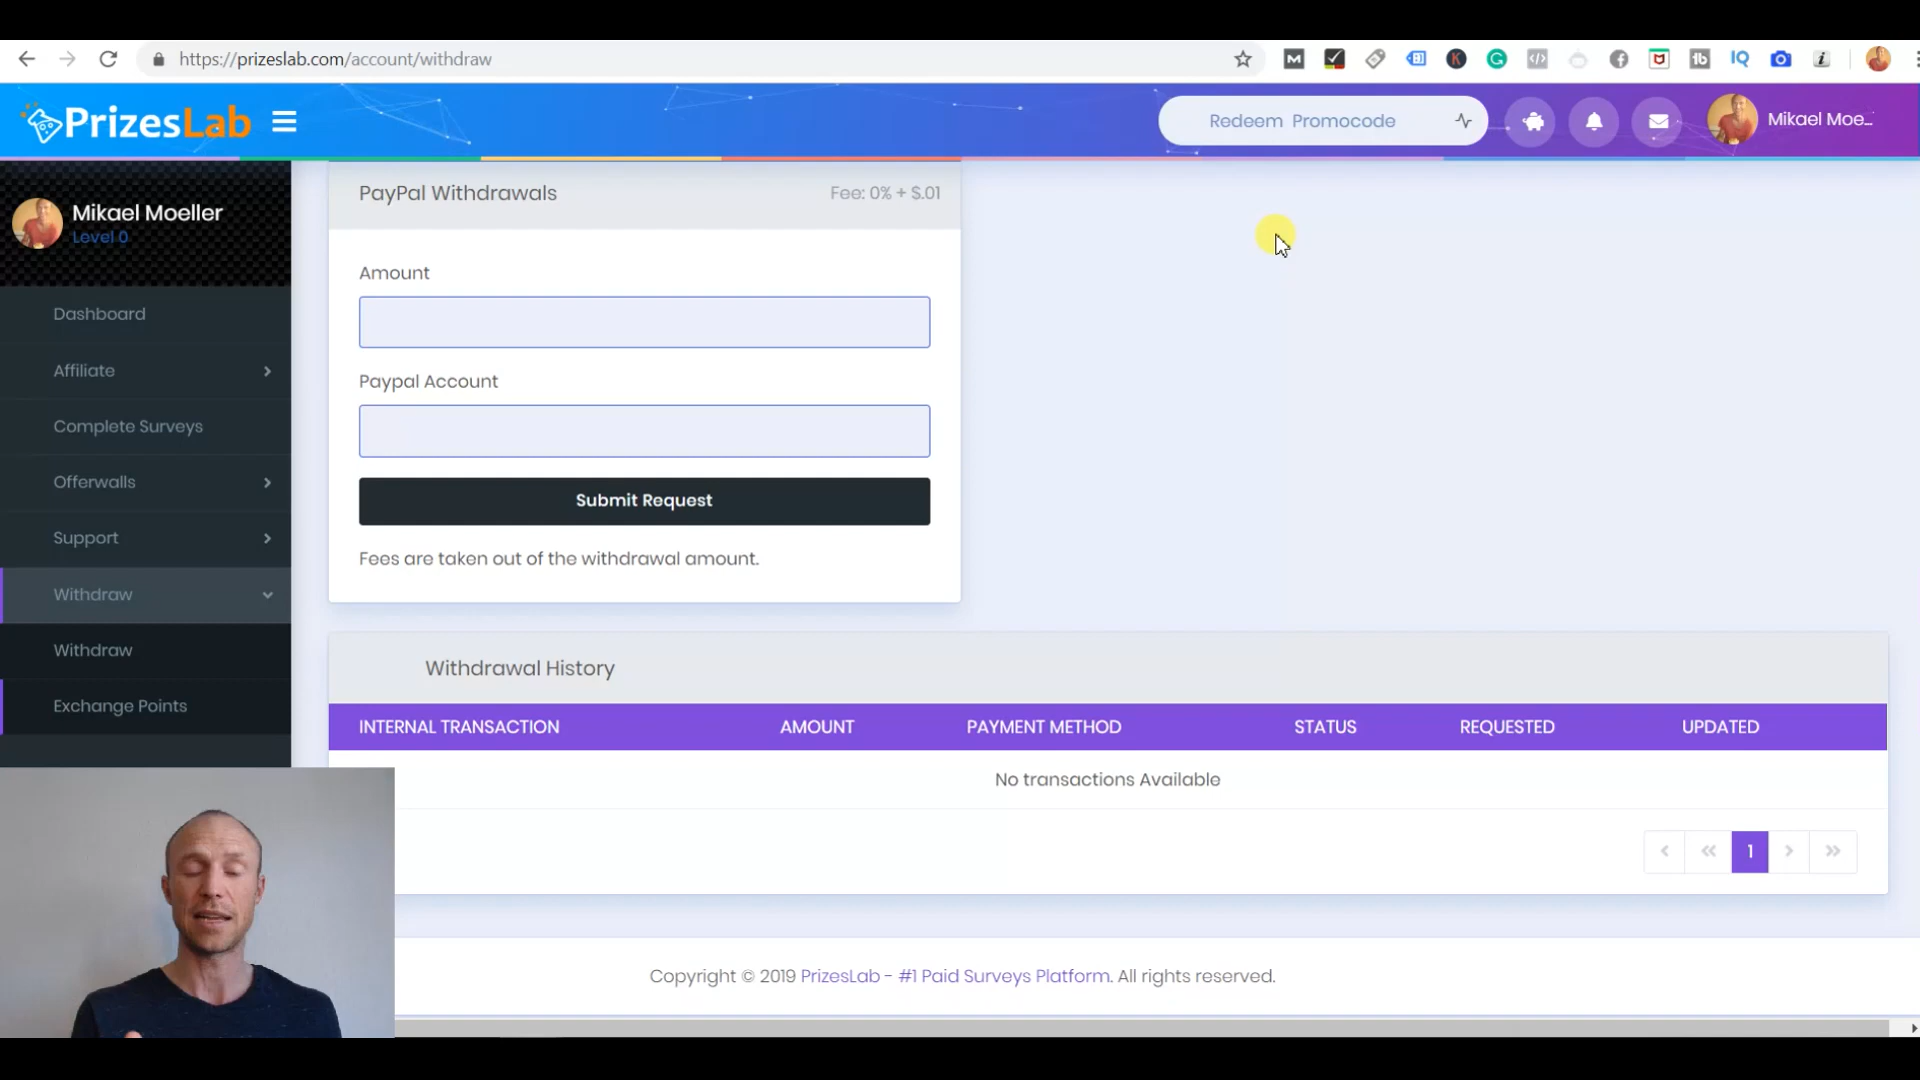 https://prizeslab.com/account/withdraw
PrizesLab
Redeem Promocode
Mikael Moe...
Mikael Moeller
Level 0
Dashboard
Affiliate
Complete Surveys
Offerwalls
Support
Withdraw
Withdraw
Exchange Points
PayPal Withdrawals
Fee: 0% + $.01
Amount
Paypal Account
Submit Request
Fees are taken out of the withdrawal amount.
Withdrawal History
INTERNAL TRANSACTION AMOUNT PAYMENT METHOD STATUS REQUESTED UPDATED
No transactions Available
1
Copyright © 2019 PrizesLab - #1 Paid Surveys Platform. All rights reserved.